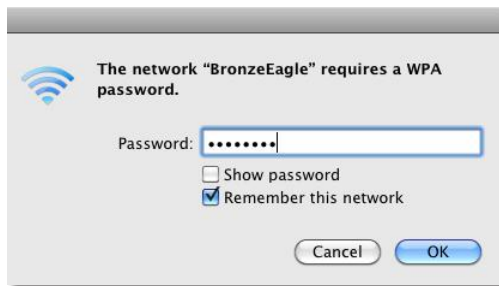 The network “BronzeEagle” requires a WPA
password.
Password: ••••••••
Show password
Remember this network
Cancel OK